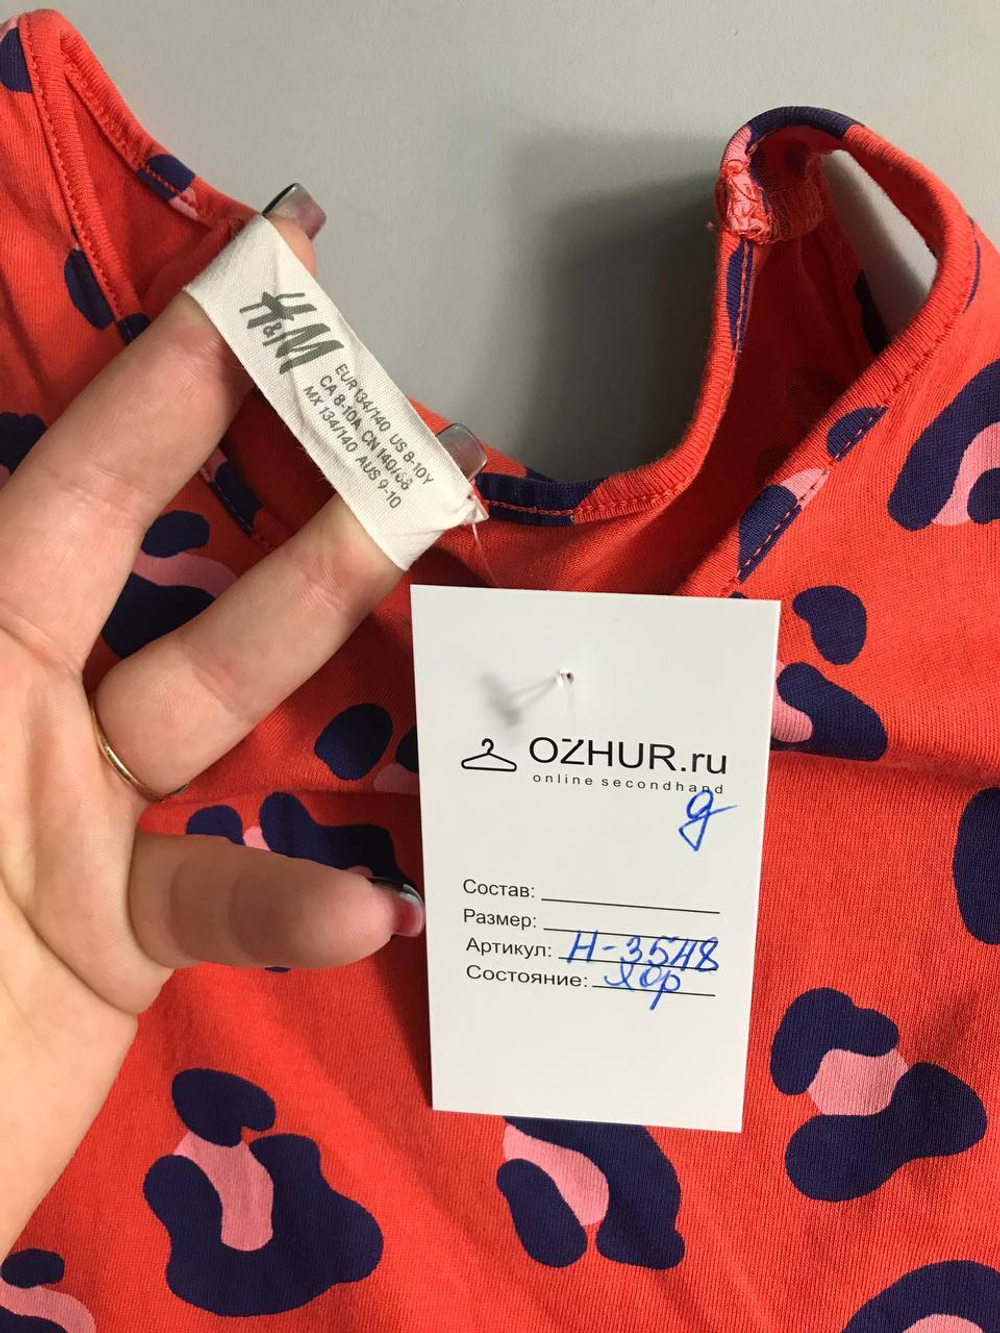 H&M
EUR 134/140 US 8-10Y
CA 8-10A CN 140/68
MX 134/140 AUS 9-10
OZHUR.ru
online secondhand
д
Состав:
Размер:
Артикул: Н-3548
Состояние: Хор